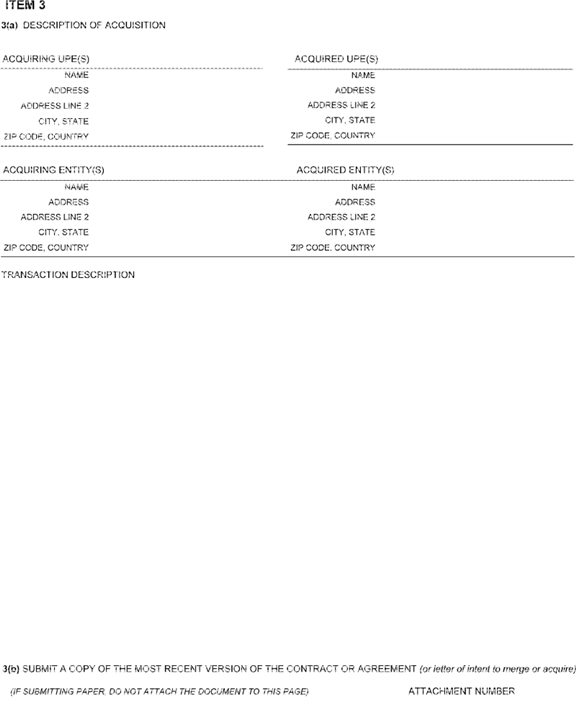 ITEM 3
3(a) DESCRIPTION OF ACQUISITION
ACQUIRING UPE(S)
NAME
ADDRESS
ADDRESS LINE 2
CITY, STATE
ZIP CODE, COUNTRY
ACQUIRED UPE(S)
NAME
ADDRESS
ADDRESS LINE 2
CITY, STATE
ZIP CODE, COUNTRY
ACQUIRING ENTITY(S)
NAME
ADDRESS
ADDRESS LINE 2
CITY, STATE
ZIP CODE, COUNTRY
ACQUIRED ENTITY(S)
NAME
ADDRESS
ADDRESS LINE 2
CITY, STATE
ZIP CODE, COUNTRY
TRANSACTION DESCRIPTION
3(b) SUBMIT A COPY OF THE MOST RECENT VERSION OF THE CONTRACT OR AGREEMENT (or letter of intent to merge or acquire)
(IF SUBMITTING PAPER, DO NOT ATTACH THE DOCUMENT TO THIS PAGE) ATTACHMENT NUMBER